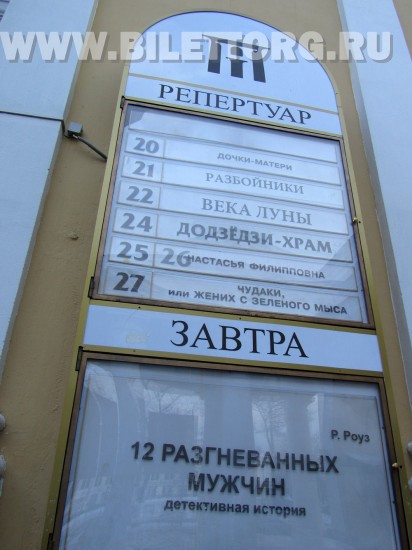 WWW.BILETTORG.RU
РЕПЕРТУАР
20 ДОЧКИ-МАТЕРИ
21 РАЗБОЙНИКИ
22 ВЕКА ЛУНЫ
24 ДОДЗЁДЗИ-ХРАМ
25 26 НАСТАСЬЯ ФИЛИППОВНА
27 ЧУДАКИ,
ИЛИ ЖЕНИХ С ЗЕЛЕНОГО МЫСА
ЗАВТРА
Р. Роуз
12 РАЗГНЕВАННЫХ
МУЖЧИН
детективная история